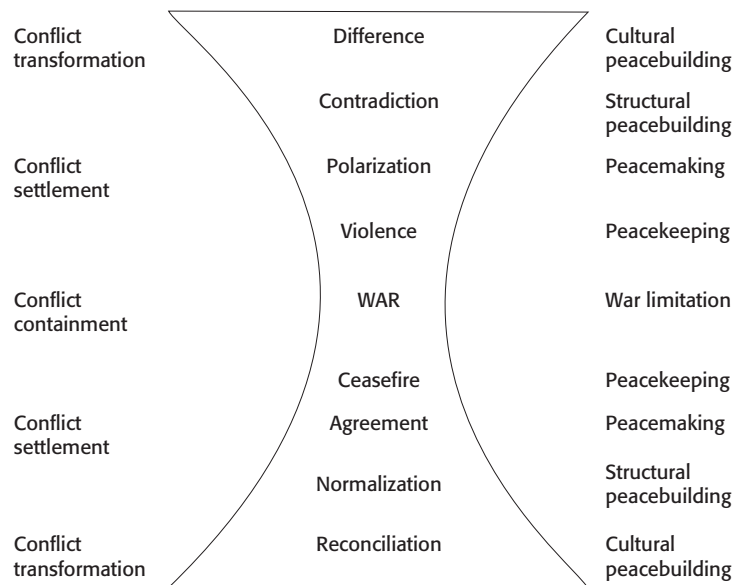 Conflict
transformation
Difference
Cultural
peacebuilding
Contradiction
Structural
peacebuilding
Conflict
settlement
Polarization
Peacemaking
Violence
Peacekeeping
Conflict
containment
WAR
War limitation
Ceasefire
Peacekeeping
Conflict
settlement
Agreement
Peacemaking
Normalization
Structural
peacebuilding
Conflict
transformation
Reconciliation
Cultural
peacebuilding